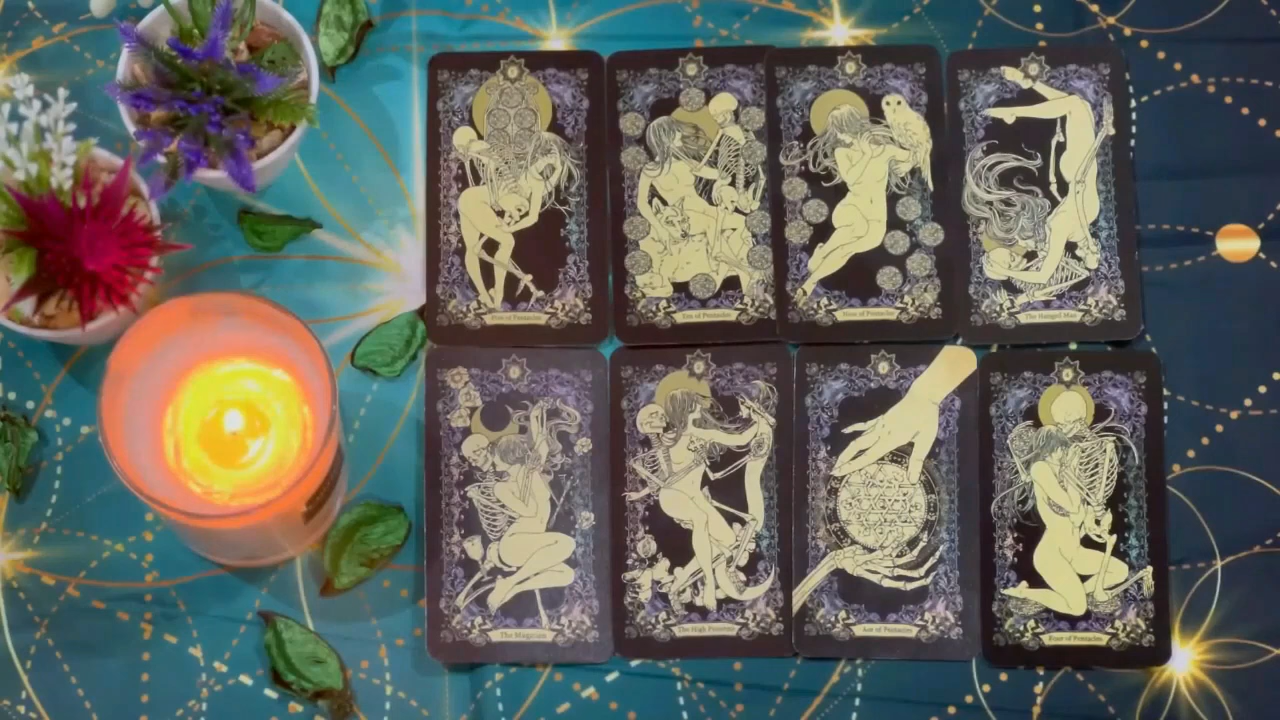 Five of Pentacles
Ten of Pentacles
Nine of Pentacles
The Hanged Man
The Magician
The High Priestess
Ace of Pentacles
Four of Pentacles